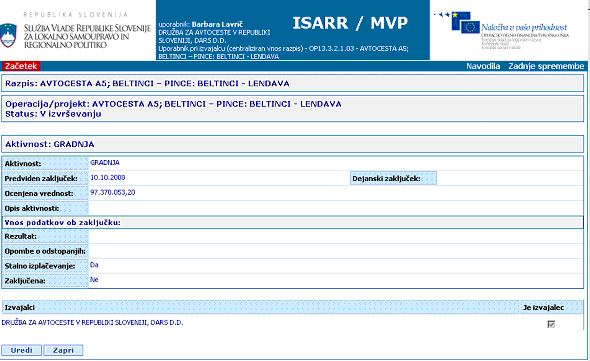 REPUBLIKA SLOVENIJA
SLUŽBA VLADE REPUBLIKE SLOVENIJE
ZA LOKALNO SAMOUPRAVO IN
REGIONALNO POLITIKO
uporabnik: Barbara Lavrič
DRUŽBA ZA AVTOCESTE V REPUBLIKI
SLOVENIJI, DARS D.D.
Uporabnik pri izvajalcu (centraliziran vnos razpis) - OP13.3.2.1.03 - AVTOCESTA A5;
BELTINCI – PINCE: BELTINCI - LENDAVA
ISARR / MVP
Naložba v vašo prihodnost
Začetek
Navodila Zadnje spremembe
Razpis: AVTOCESTA A5; BELTINCI – PINCE: BELTINCI - LENDAVA
Operacija/projekt: AVTOCESTA A5; BELTINCI – PINCE: BELTINCI - LENDAVA
Status: V izvrševanju
Aktivnost: GRADNJA
Aktivnost: GRADNJA
Predviden zaključek: 10.10.2008 Dejanski zaključek:
Ocenjena vrednost: 97.370.053,20
Opis aktivnosti:
Vnos podatkov ob zaključku:
Rezultat:
Opombe o odstopanjih:
Stalno izplačevanje: Da
Zaključena: Ne
Izvajalci Je izvajalec
DRUŽBA ZA AVTOCESTE V REPUBLIKI SLOVENIJI, DARS D.D.
Uredi Zapri